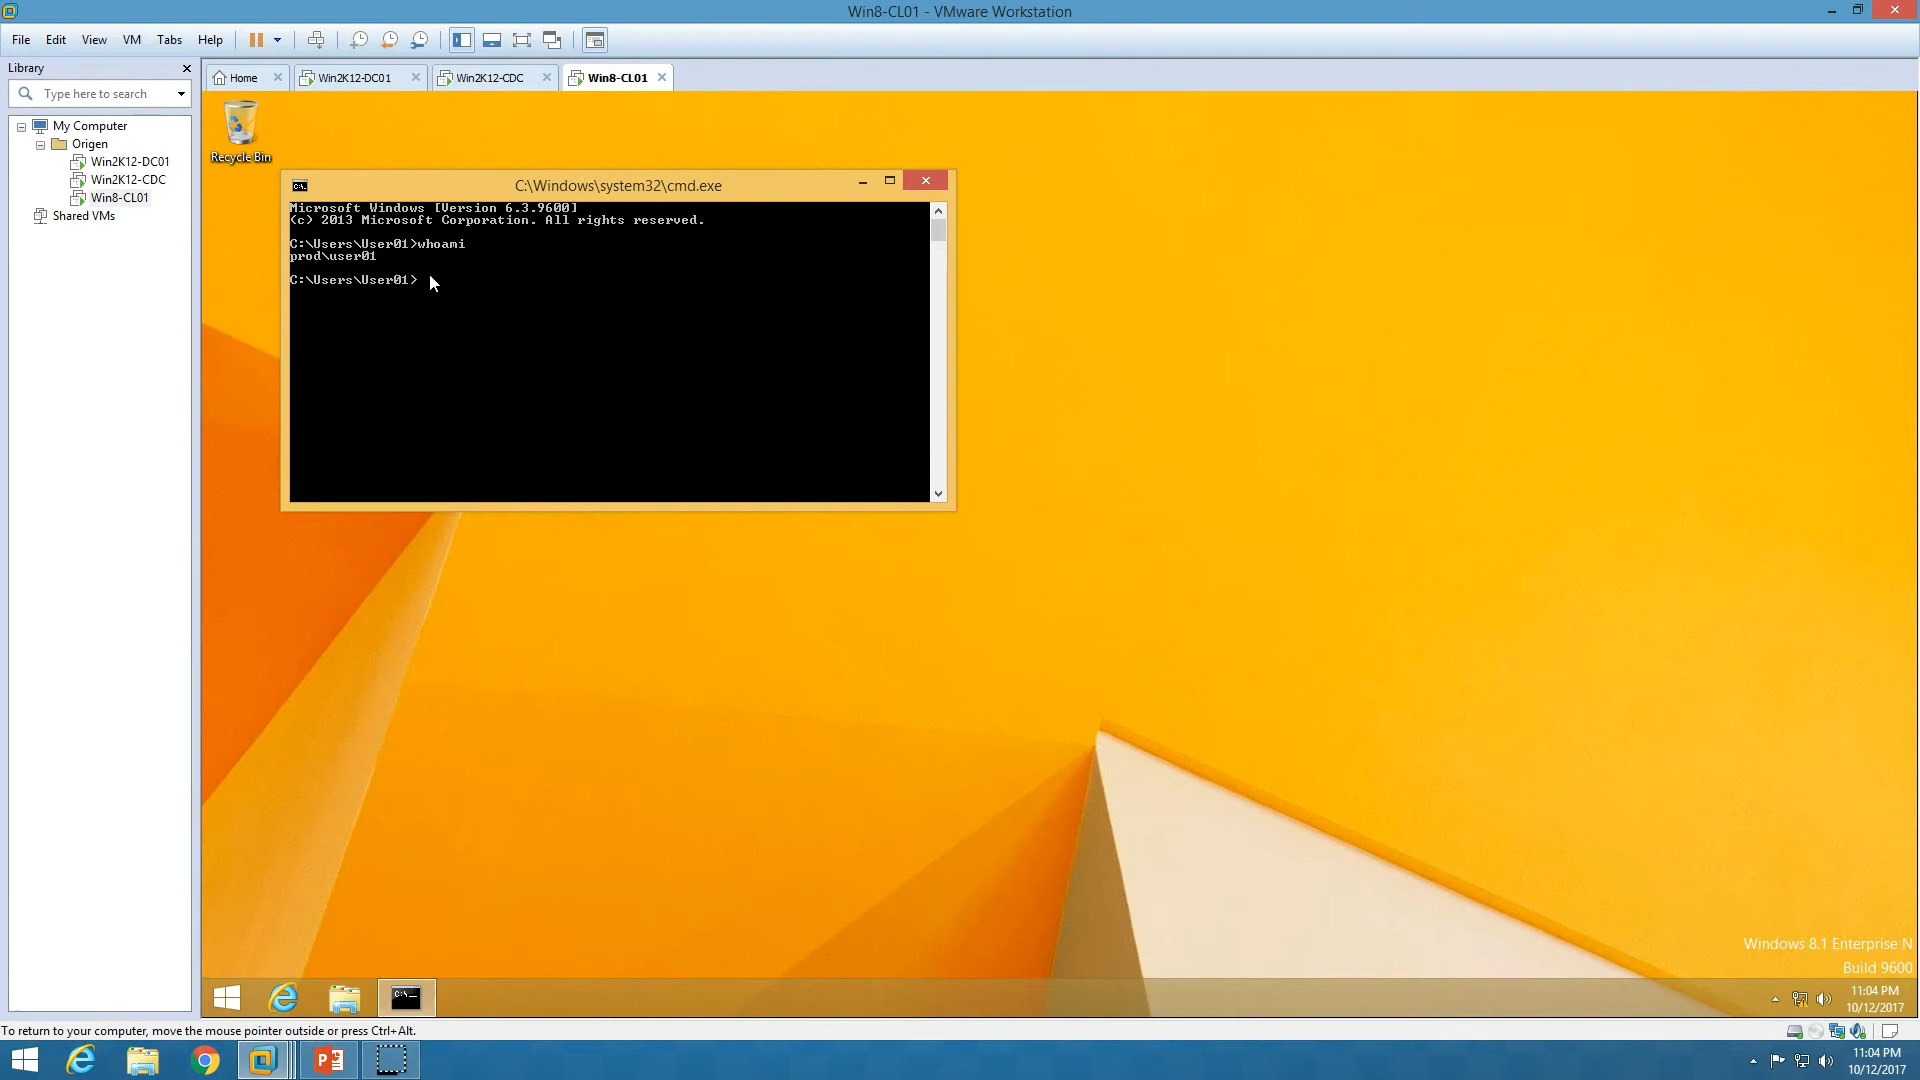 Win8-CL01 - VMware Workstation
File Edit View VM Tabs Help
Library
Home
Win2K12-DC01
Win2K12-CDC
Win8-CL01
Type here to search
My Computer
Origen
Win2K12-DC01
Win2K12-CDC
Win8-CL01
Shared VMs
Recycle Bin
C:\Windows\system32\cmd.exe
Microsoft Windows [Version 6.3.9600]
(c) 2013 Microsoft Corporation. All rights reserved.
C:\Users\User01>whoami
prod\user01
C:\Users\User01>
Windows 8.1 Enterprise N
Build 9600
11:04 PM
10/12/2017
To return to your computer, move the mouse pointer outside or press Ctrl+Alt.
11:04 PM
10/12/2017